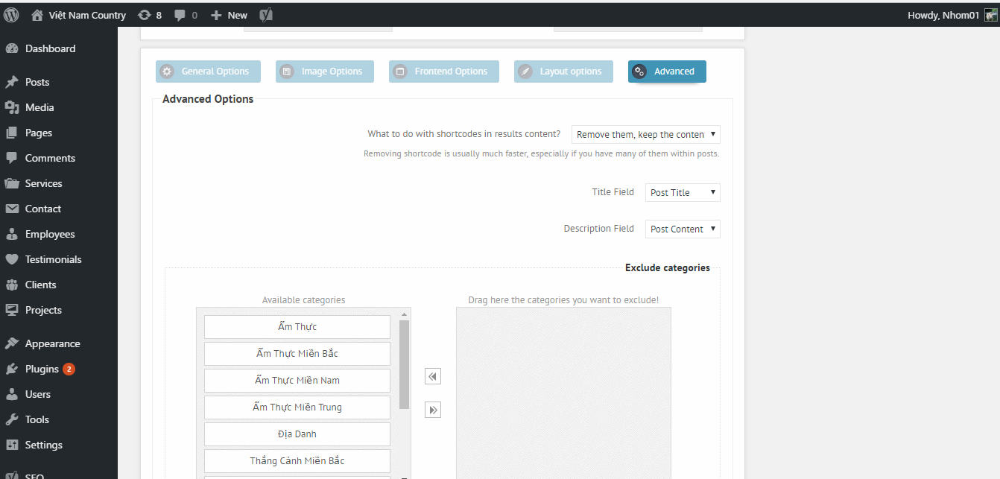 Việt Nam Country 8 0 New Howdy, Nhom01
Dashboard
Posts
Media
Pages
Comments
Services
Contact
Employees
Testimonials
Clients
Projects
Appearance
Plugins 2
Users
Tools
Settings
SEO
General Options Image Options Frontend Options Layout options Advanced
Advanced Options
What to do with shortcodes in results content? Remove them, keep the conten
Removing shortcode is usually much faster, especially if you have many of them within posts.
Title Field Post Title
Description Field Post Content
Exclude categories
Available categories
Ẩm Thực
Ẩm Thực Miền Bắc
Ẩm Thực Miền Nam
Ẩm Thực Miền Trung
Địa Danh
Thắng Cảnh Miền Bắc
Drag here the categories you want to exclude!